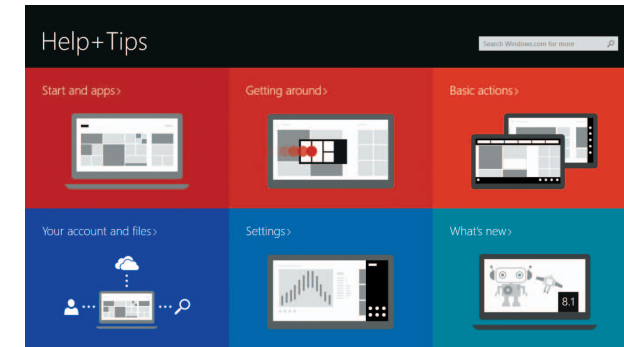 Help+Tips
Search Windows.com for more
Start and apps>
Getting around>
Basic actions>
Your account and files>
Settings>
What's new>
8.1